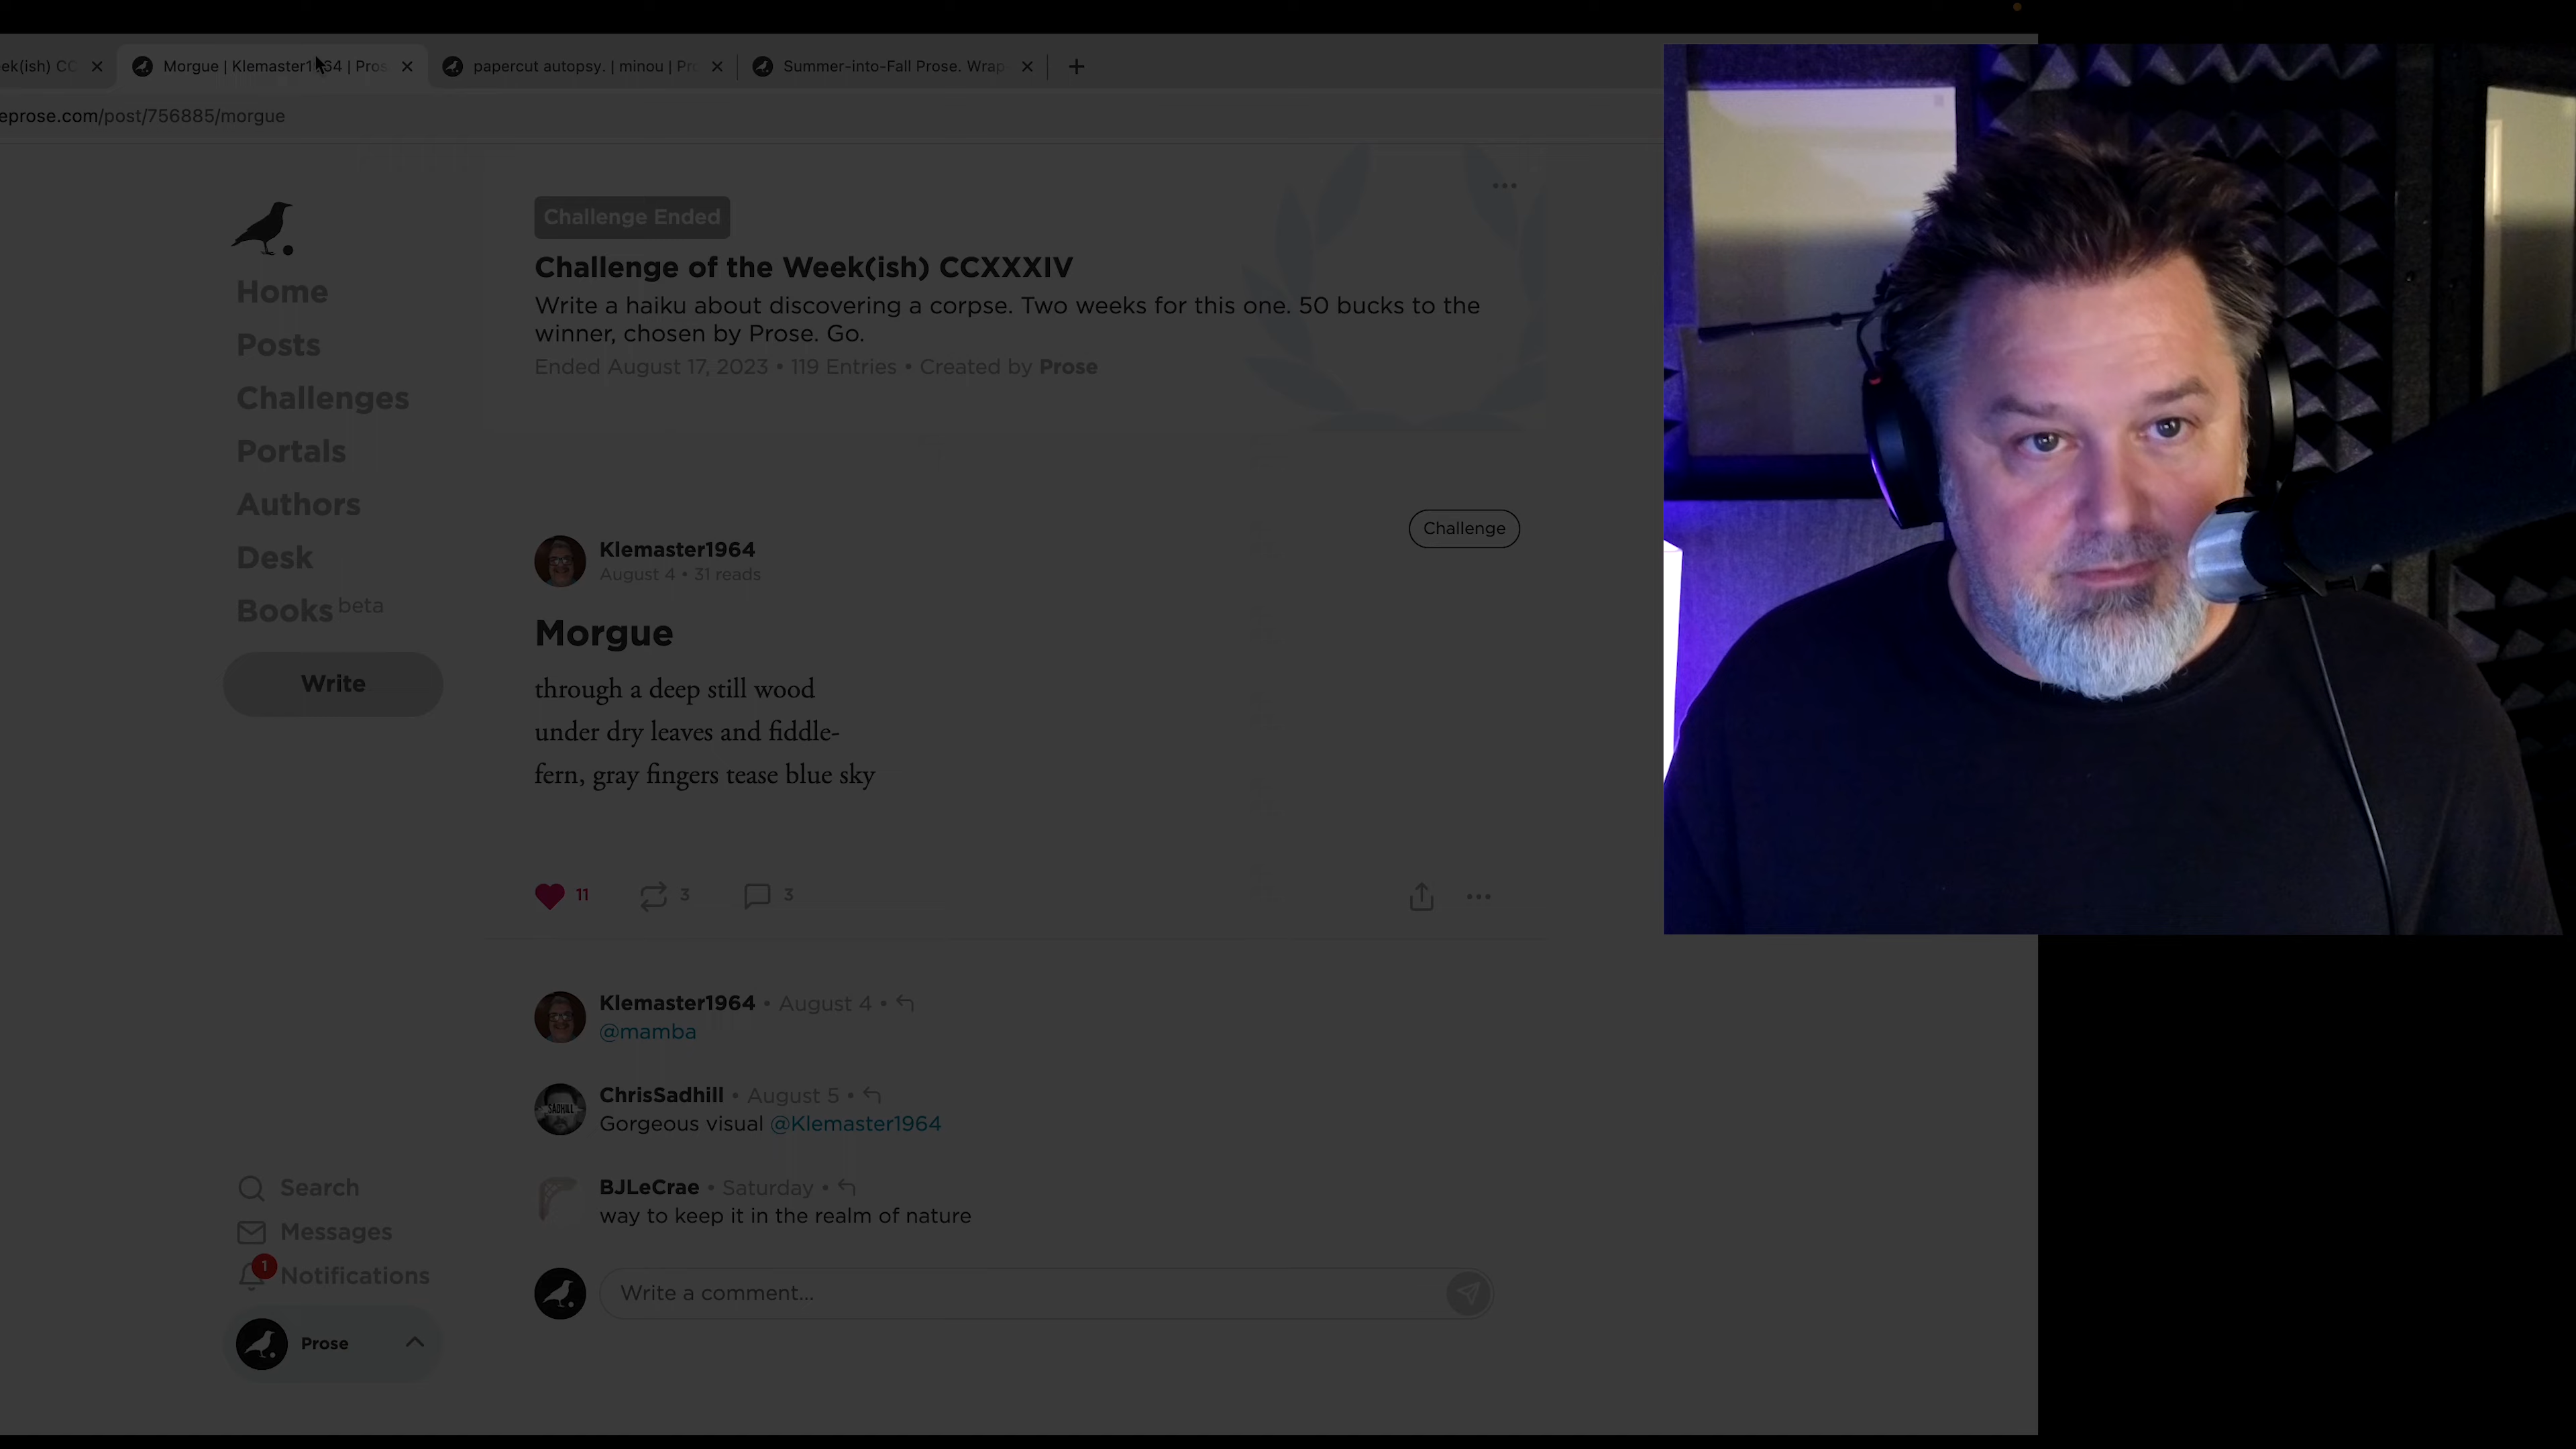 ek(ish) CC
Morgue | Klemaster1964 | Pros
papercut autopsy. | minou | Pro
Summer-into-Fall Prose. Wrap
eprose.com/post/756885/morgue
Home
Posts
Challenges
Portals
Authors
Desk
Books beta
Write
Challenge Ended
Challenge of the Week(ish) CCXXXIV
Write a haiku about discovering a corpse. Two weeks for this one. 50 bucks to the
winner, chosen by Prose. Go.
Ended August 17, 2023 • 119 Entries • Created by Prose
Challenge
Klemaster1964
August 4 • 31 reads
Morgue
through a deep still wood
under dry leaves and fiddle-
fern, gray fingers tease blue sky
11
3
3
Klemaster1964 • August 4 •
@mamba
ChrisSadhill • August 5 •
Gorgeous visual @Klemaster1964
BJLeCrae • Saturday •
way to keep it in the realm of nature
Write a comment...
Search
Messages
1
Notifications
Prose
SADHILL